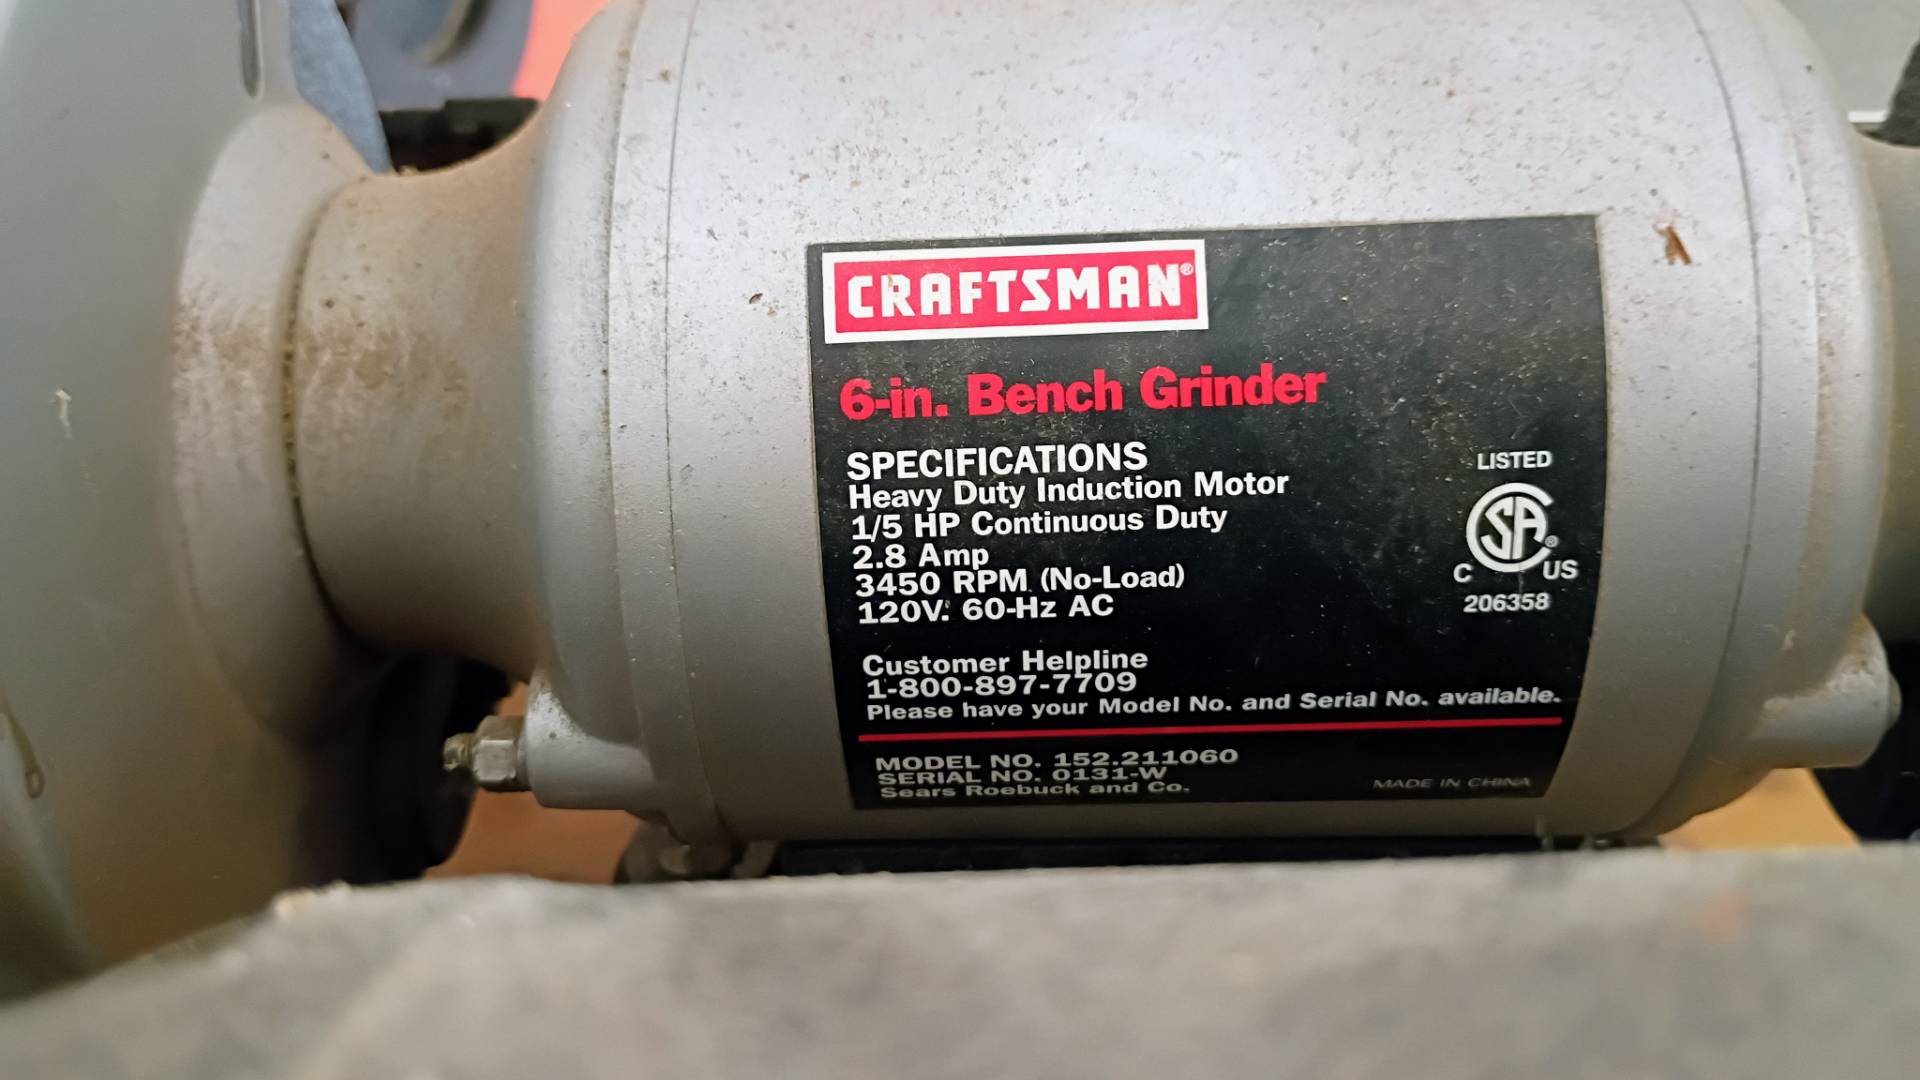 CRAFTSMAN®
6-in. Bench Grinder
SPECIFICATIONS
Heavy Duty Induction Motor
1/5 HP Continuous Duty
2.8 Amp
3450 RPM (No-Load)
120V. 60-Hz AC
LISTED
SA®
C US
206358
Customer Helpline
1-800-897-7709
Please have your Model No. and Serial No. available.
MODEL NO. 152.211060
SERIAL NO. 0131-W
Sears Roebuck and Co.
MADE IN CHINA